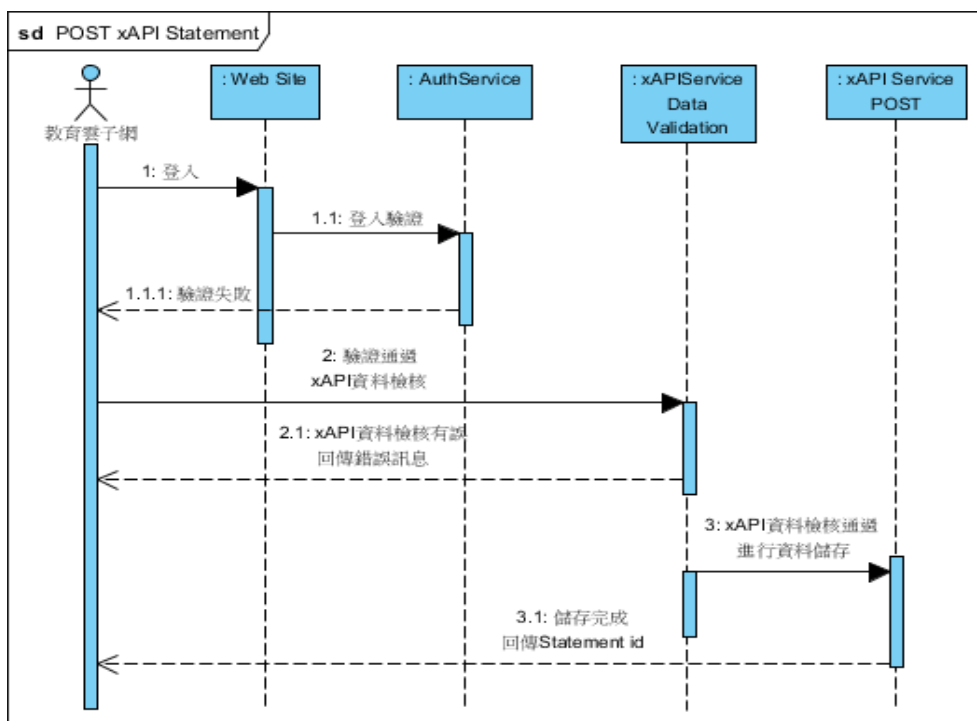 sd POST xAPI Statement
教育雲子網
: Web Site
: AuthService
: xAPIService
Data
Validation
: xAPI Service
POST
1: 登入
1.1: 登入驗證
1.1.1: 驗證失敗
2: 驗證通過
xAPI資料檢核
2.1: xAPI資料檢核有誤
回傳錯誤訊息
3: xAPI資料檢核通過
進行資料儲存
3.1: 儲存完成
回傳Statement id